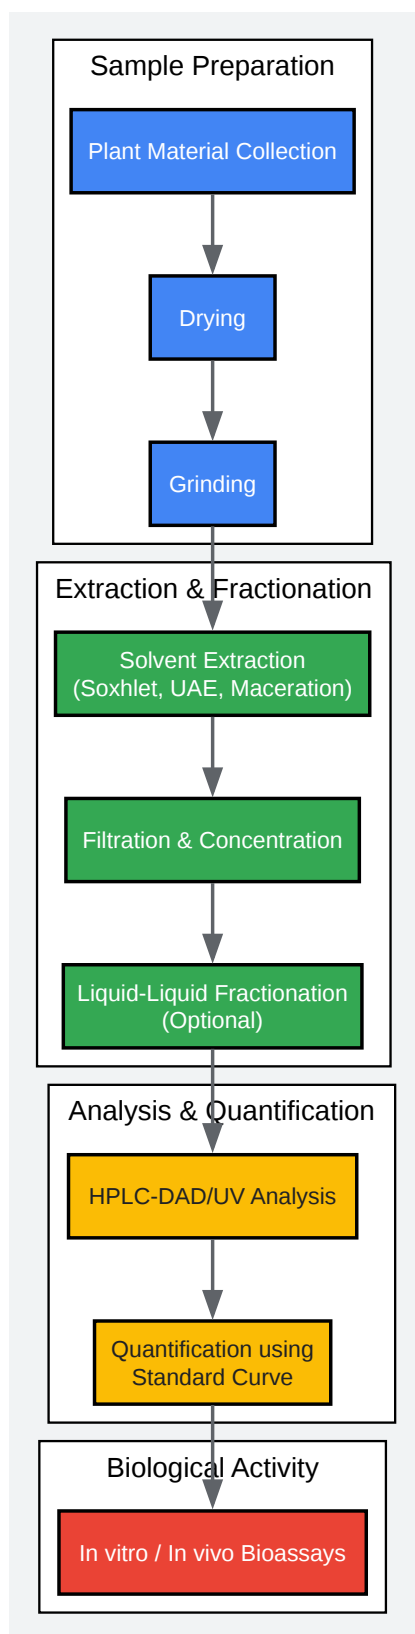 Sample Preparation
Plant Material Collection
Drying
Grinding
Extraction & Fractionation
Solvent Extraction
(Soxhlet, UAE, Maceration)
Filtration & Concentration
Liquid-Liquid Fractionation
(Optional)
Analysis & Quantification
HPLC-DAD/UV Analysis
Quantification using
Standard Curve
Biological Activity
In vitro / In vivo Bioassays